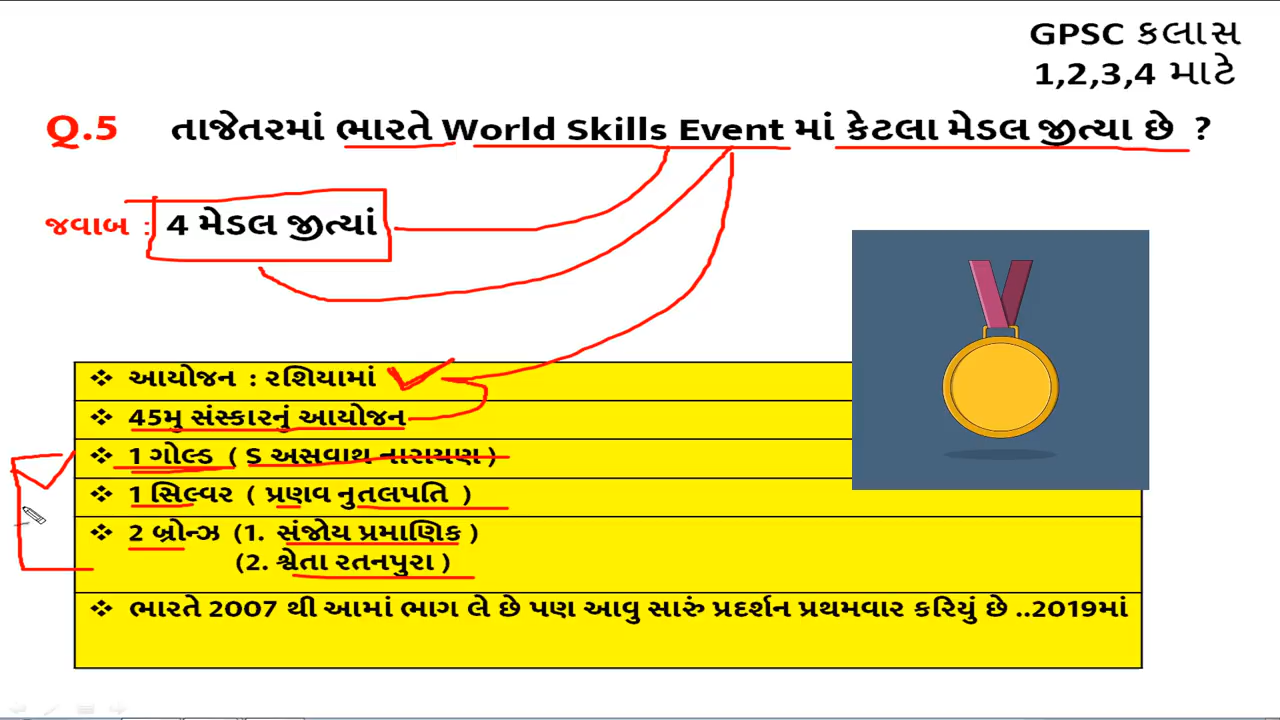 GPSC કલાસ
1,2,3,4 માટે
Q.5 તાજેતરમાં ભારતે World Skills Event માં કેટલા મેડલ જીત્યા છે ?
જવાબ : 4 મેડલ જીત્યાં
❖ આયોજન : રશિયામાં
❖ 45મુ સંસ્કારનું આયોજન
❖ 1 ગોલ્ડ ( S અસવાથ નારાયણ )
❖ 1 સિલ્વર ( પ્રણવ નુતલપતિ )
❖ 2 બ્રોન્ઝ (1. સંજોય પ્રમાણિક )
(2. શ્વેતા રતનપુરા )
❖ ભારતે 2007 થી આમાં ભાગ લે છે પણ આવુ સારું પ્રદર્શન પ્રથમવાર કરિયું છે ..2019માં